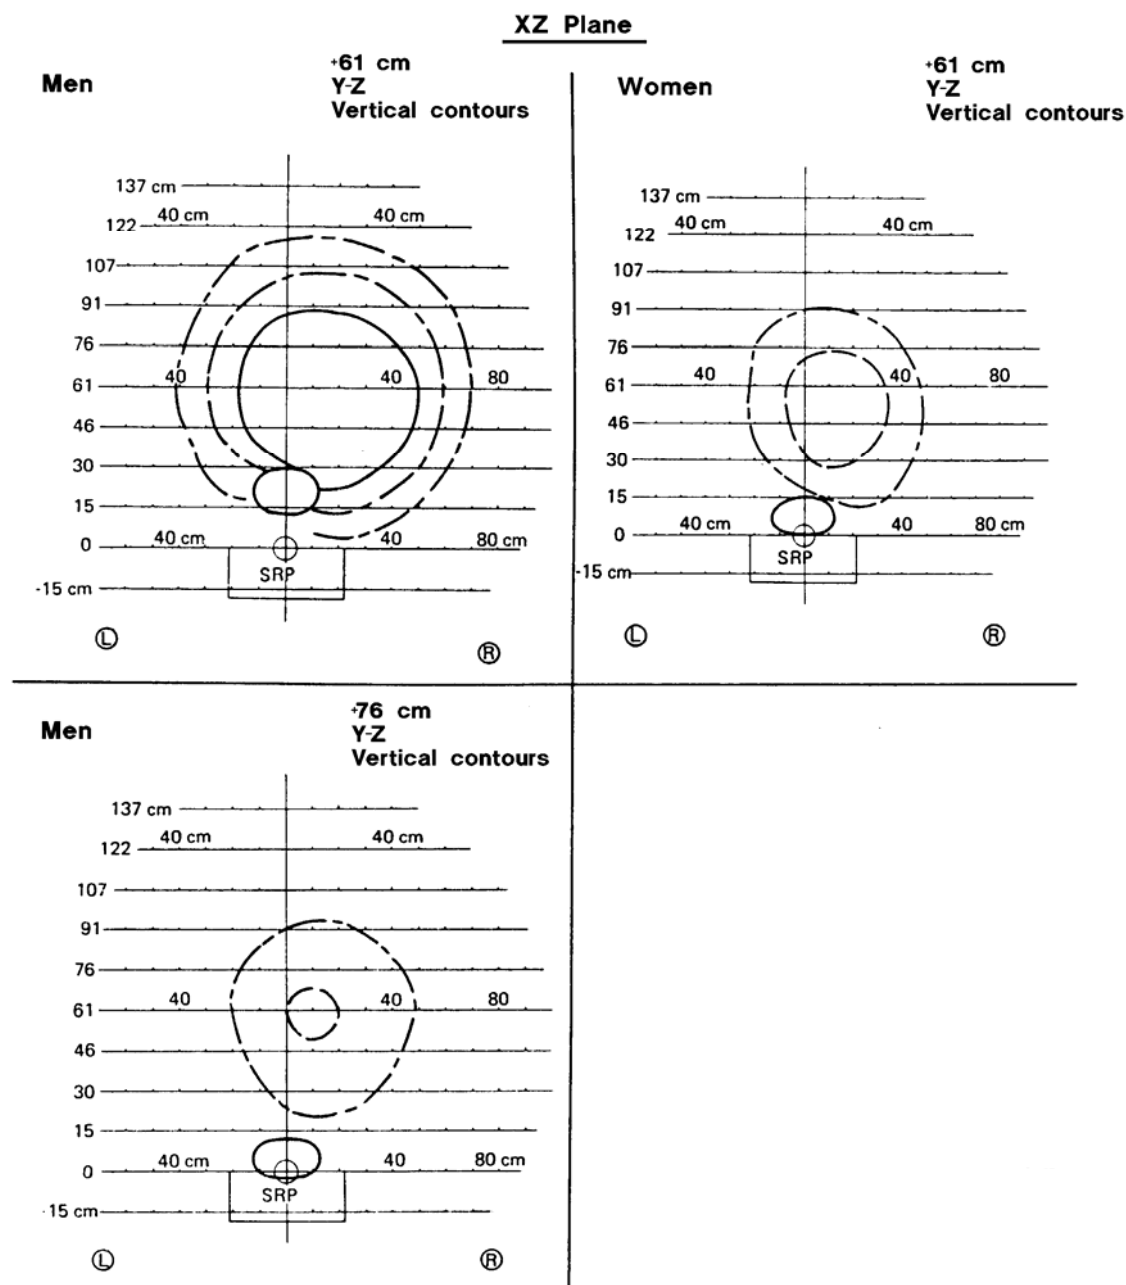 XZ Plane
Men
+61 cm
Y-Z
Vertical contours
137 cm
40 cm 40 cm
122
107
91
76
40 40 80
61
46
30
15
40 cm 40 80 cm
0
SRP
-15 cm
L R
Women
+61 cm
Y-Z
Vertical contours
137 cm
40 cm 40 cm
122
107
91
76
40 40 80
61
46
30
15
40 cm 40 80 cm
0
SRP
-15 cm
L R
Men
+76 cm
Y-Z
Vertical contours
137 cm
40 cm 40 cm
122
107
91
76
40 40 80
61
46
30
15
40 cm 40 80 cm
0
SRP
-15 cm
L R